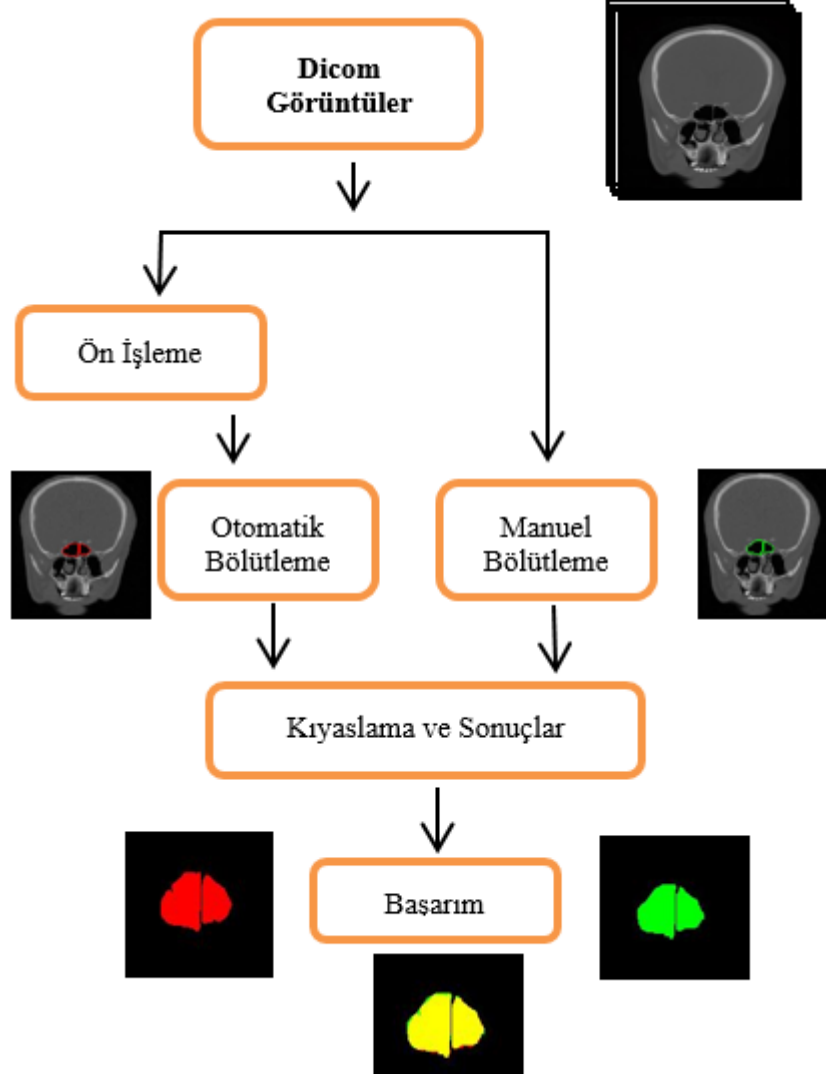 Dicom
Görüntüler
Ön İşleme
Otomatik
Bölütleme
Manuel
Bölütleme
Kıyaslama ve Sonuçlar
Başarım